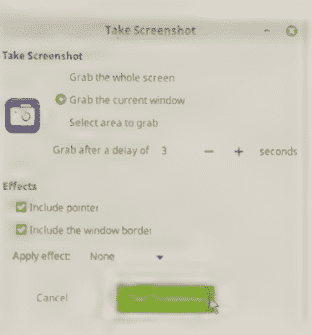 Take Screenshot
Take Screenshot
Grab the whole screen
Grab the current window
Select area to grab
Grab after a delay of 3 − + seconds
Effects
Include pointer
Include the window border
Apply effect: None
Cancel